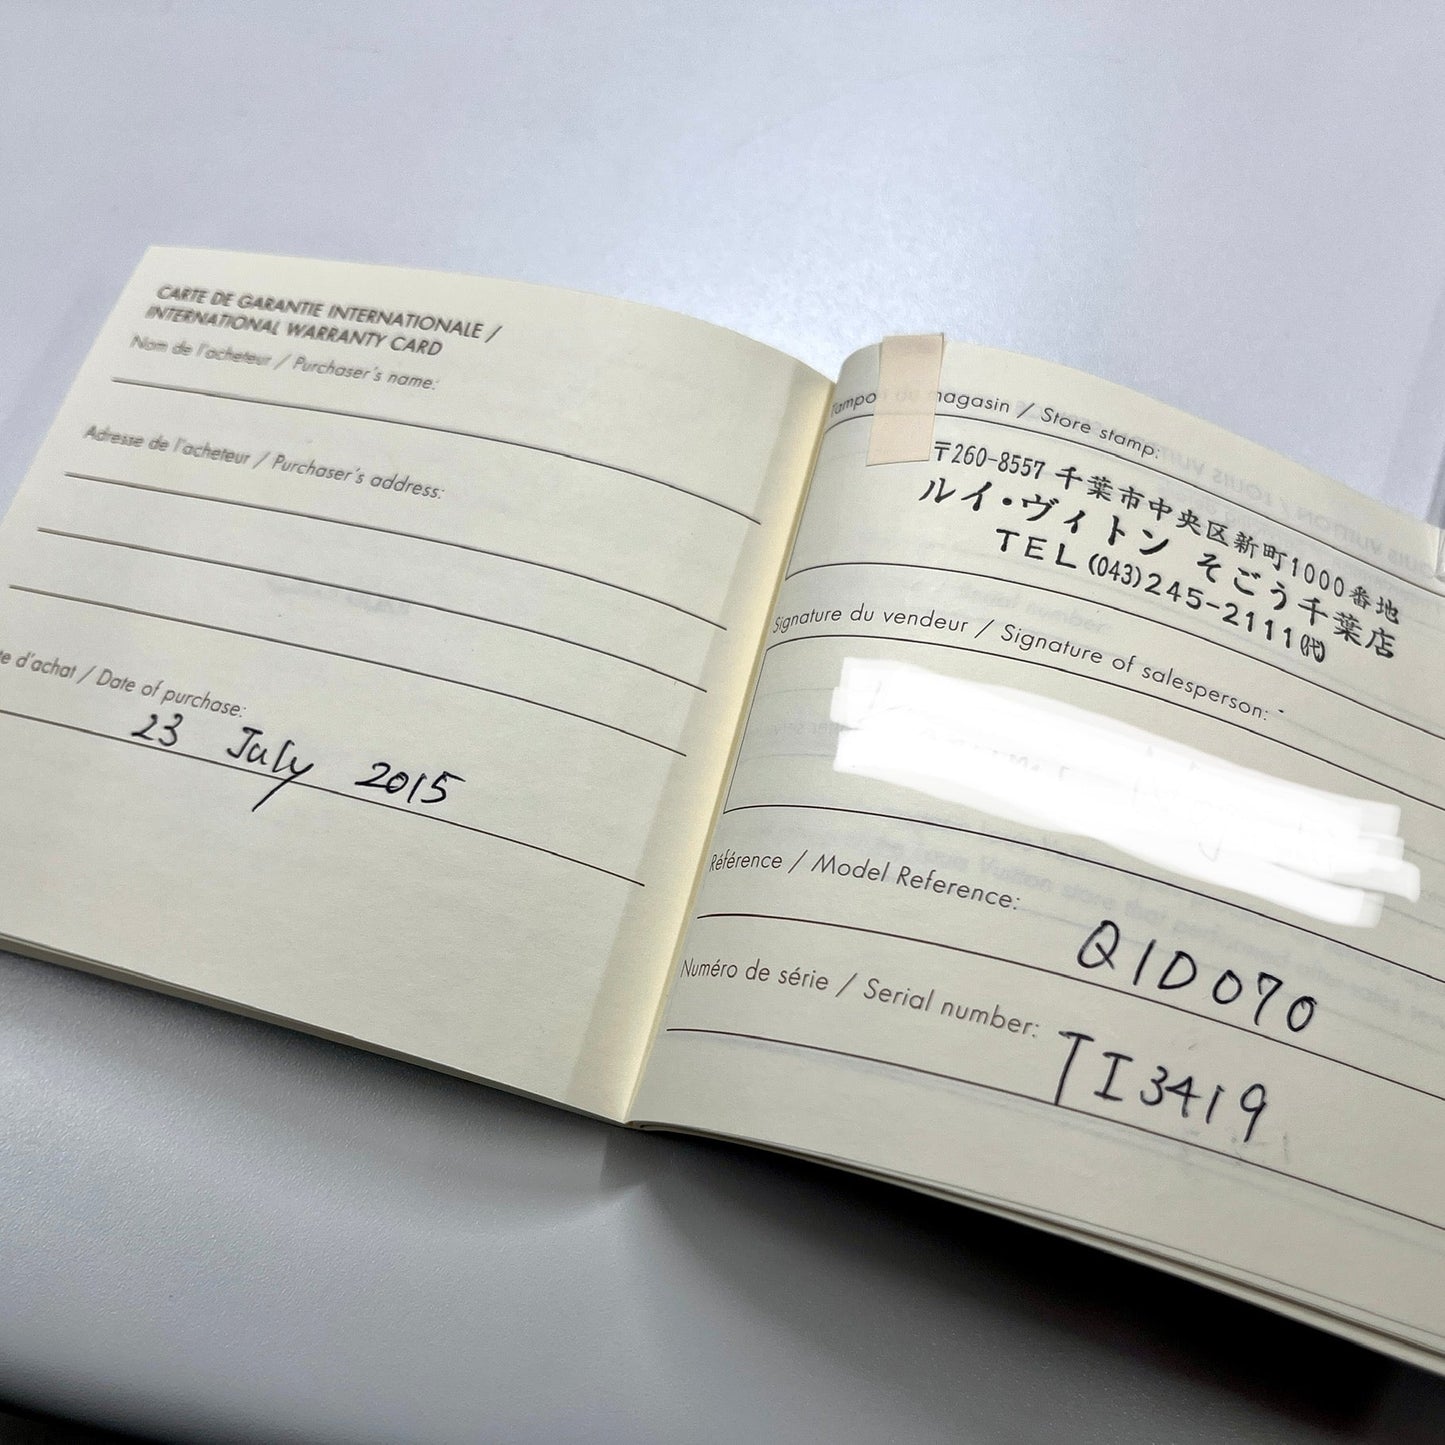 CARTE DE GARANTIE INTERNATIONALE /
INTERNATIONAL WARRANTY CARD
Nom de l'acheteur / Purchaser's name:
Adresse de l'acheteur / Purchaser's address:
te d'achat / Date of purchase:
23 July 2015
Tampon du magasin / Store stamp:
〒260-8557 千葉市中央区新町1000番地
ルイ・ヴィトン そごう千葉店
TEL (043)245-2111㈹
Signature du vendeur / Signature of salesperson:
Référence / Model Reference:
Q1D070
Numéro de série / Serial number:
TI3419